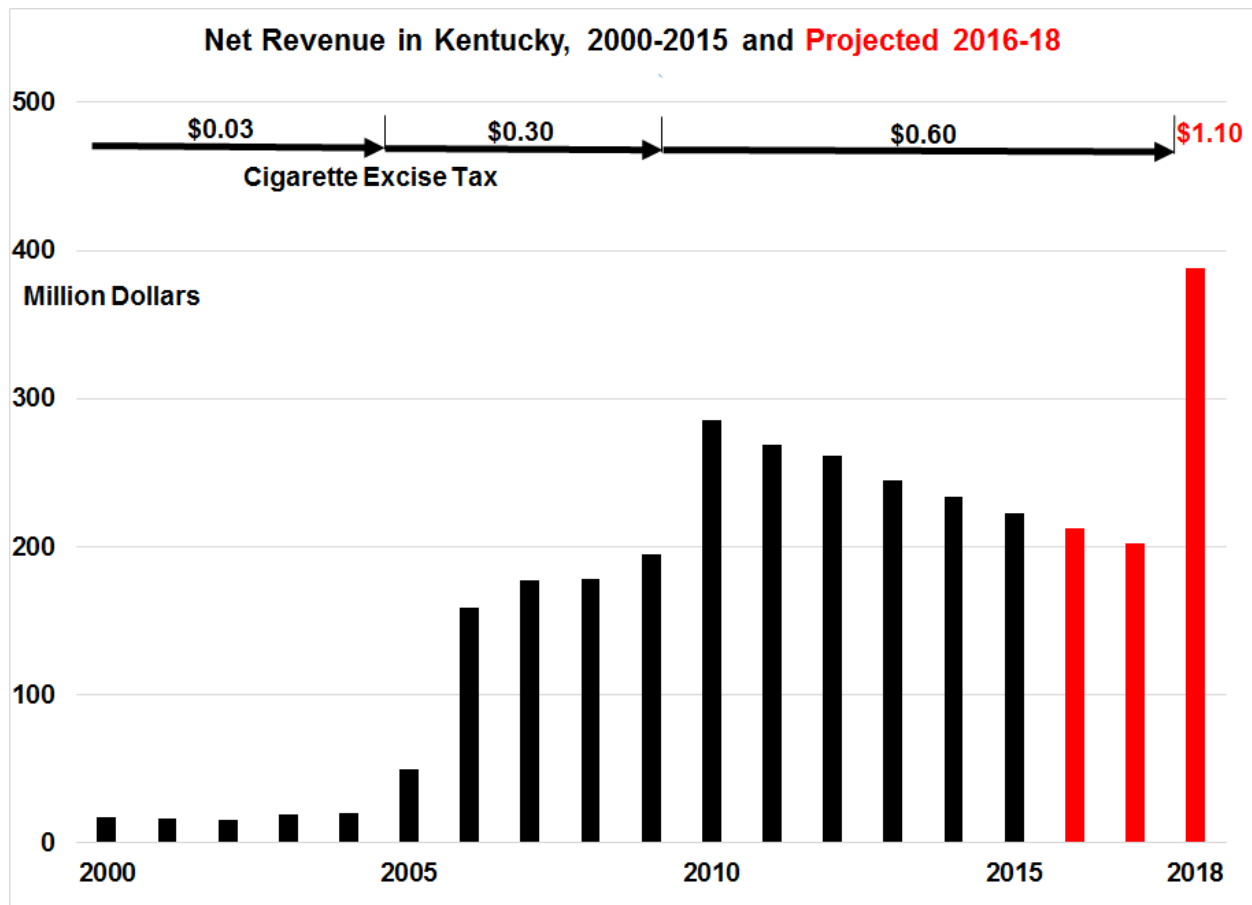 Net Revenue in Kentucky, 2000-2015 and Projected 2016-18
500
$0.03 $0.30 $0.60 $1.10
Cigarette Excise Tax
400
Million Dollars
300
200
100
0
2000 2005 2010 2015 2018